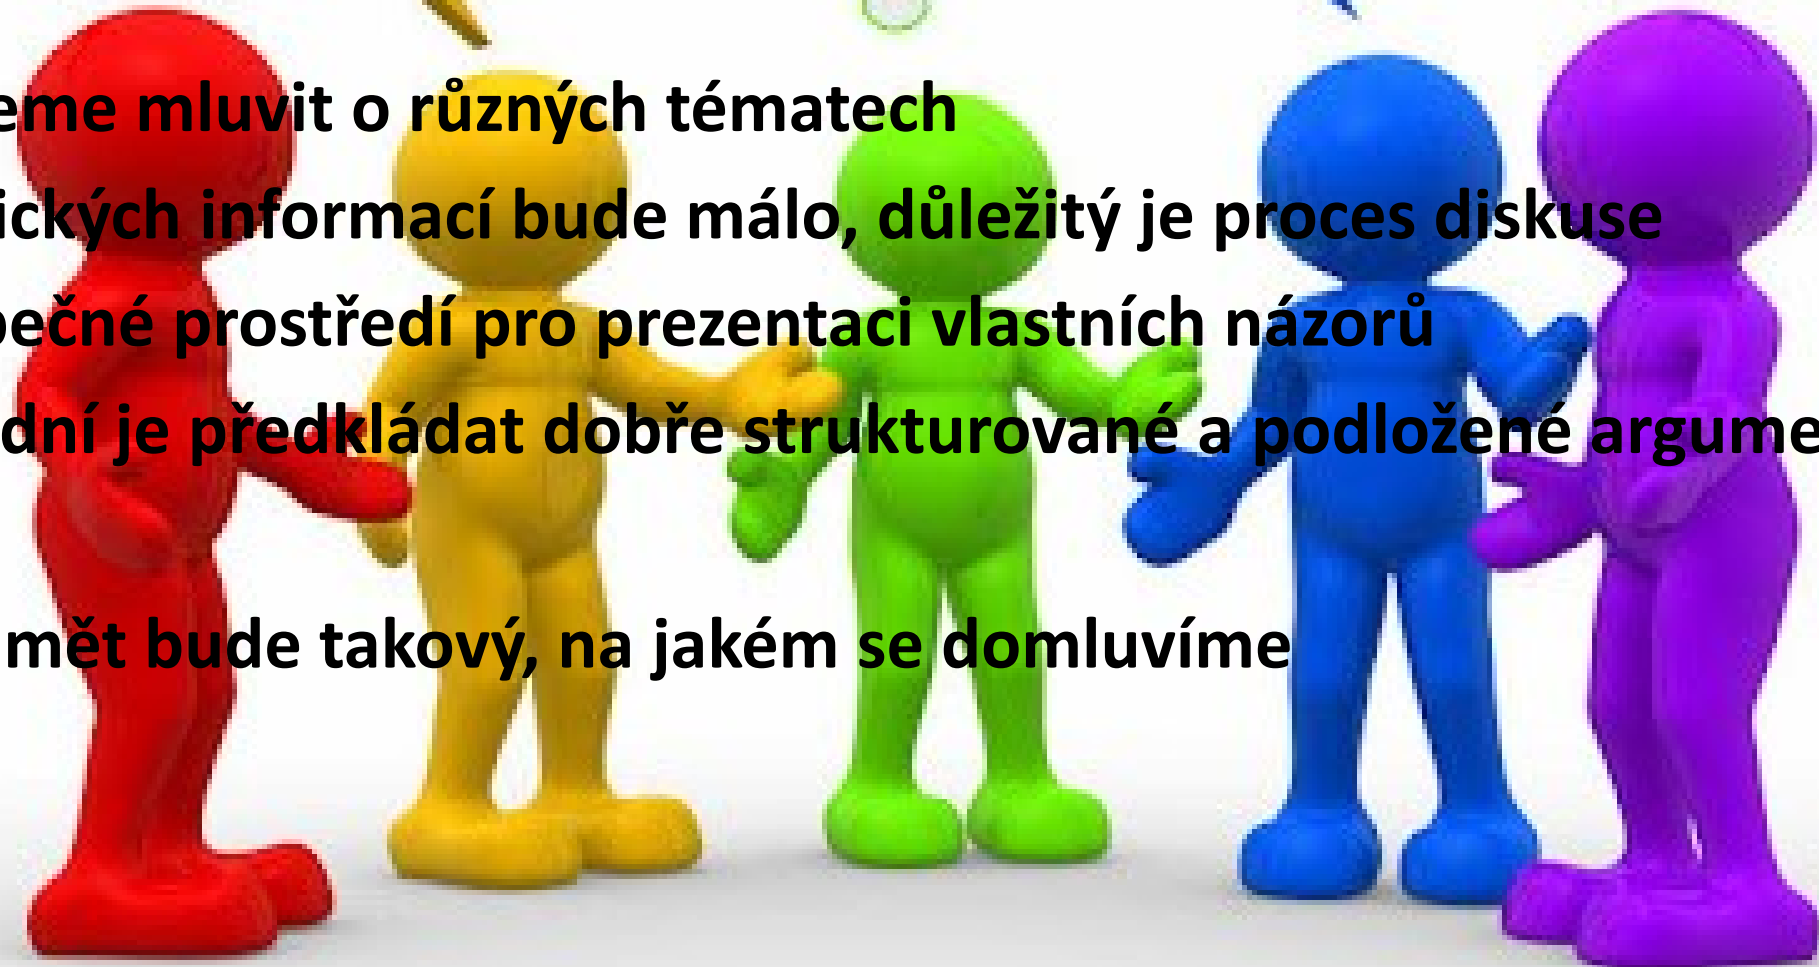 eme mluvit o různých tématech
ických informací bude málo, důležitý je proces diskuse
pečné prostředí pro prezentaci vlastních názorů
dní je předkládat dobře strukturované a podložené argume
mět bude takový, na jakém se domluvíme